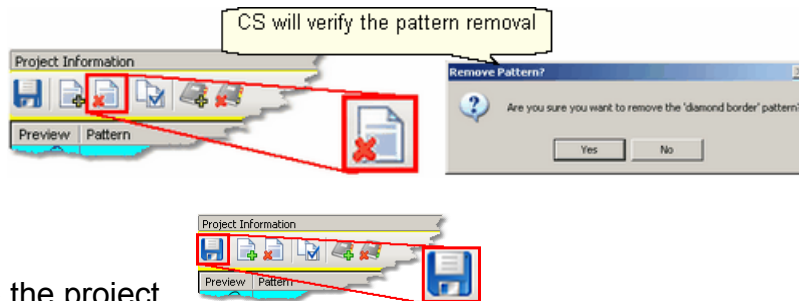 CS will verify the pattern removal
Project Information
Preview Pattern
Remove Pattern?
Are you sure you want to remove the 'diamond border' pattern?
Yes No
Project Information
Preview Pattern
the project